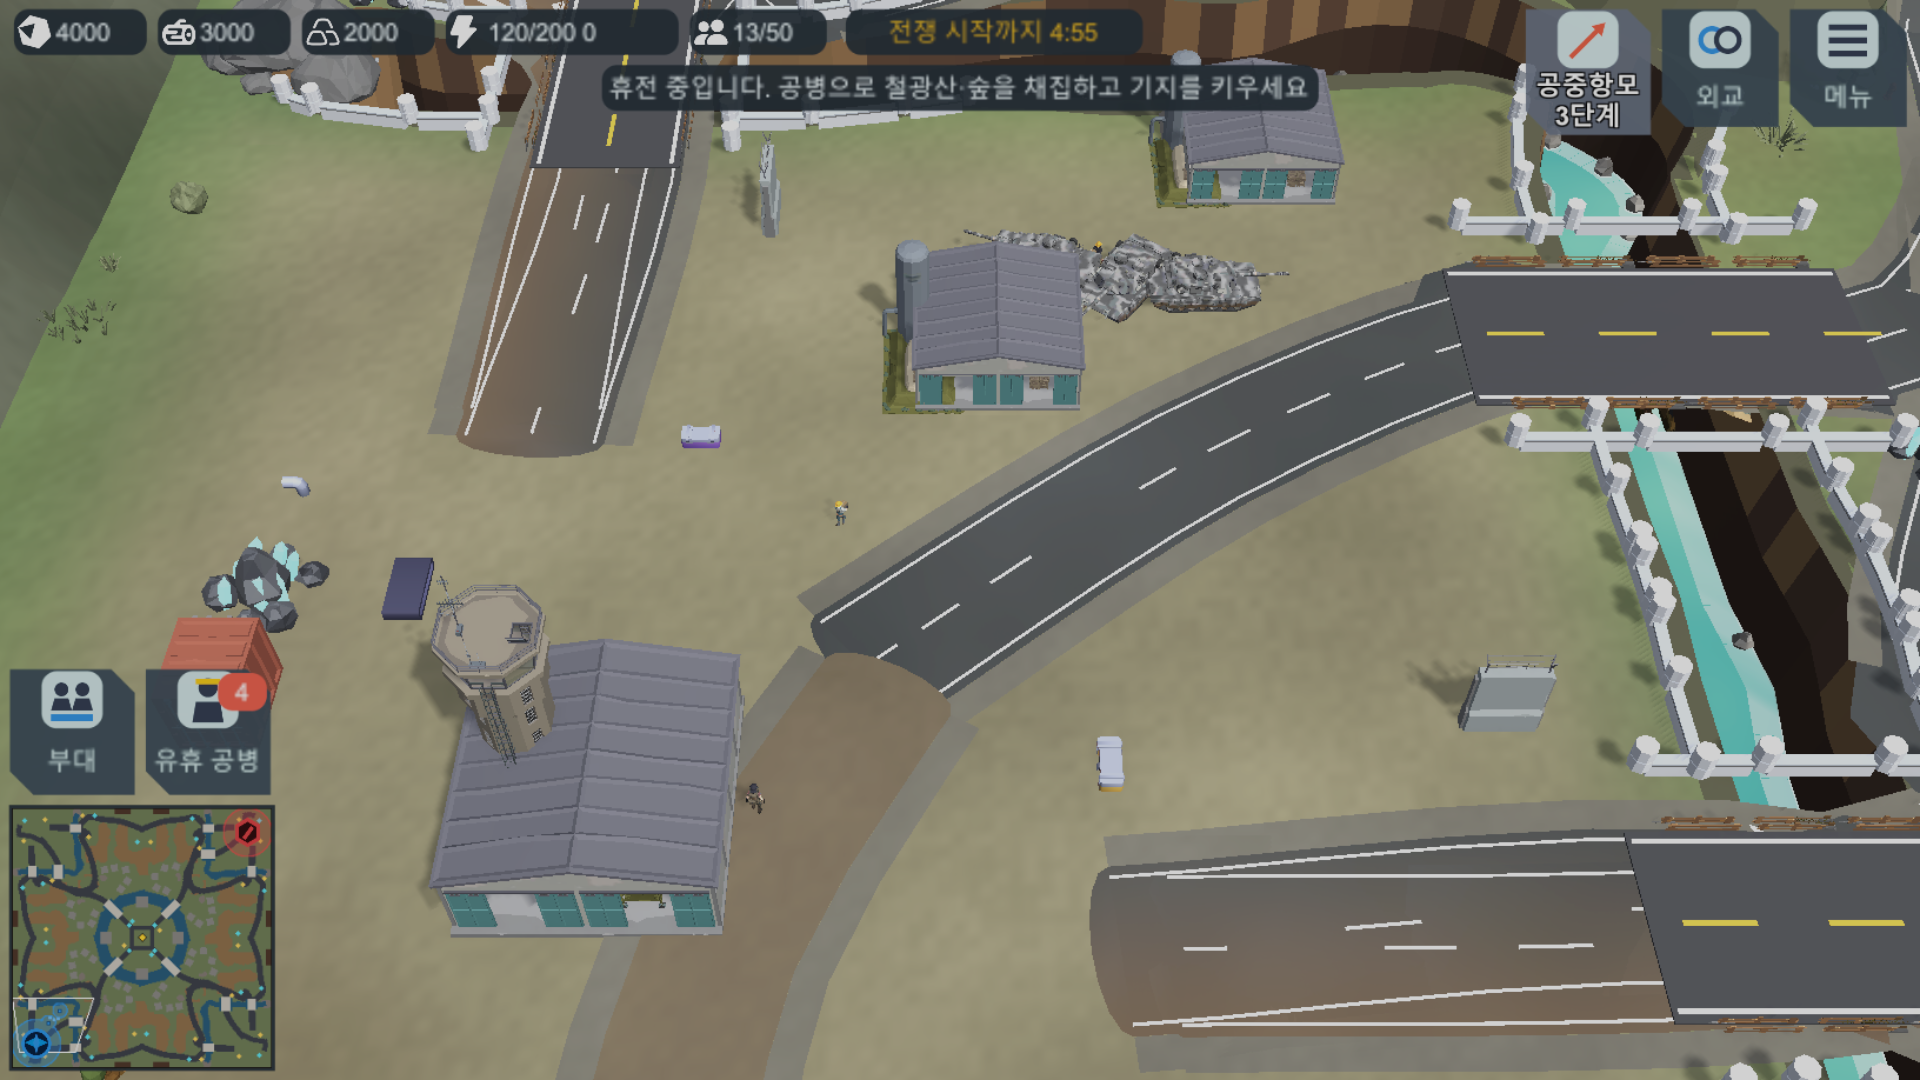 4000
3000
2000
120/200 0
13/50
전쟁 시작까지 4:55
휴전 중입니다. 공병으로 철광산·숲을 채집하고 기지를 키우세요
공중항모
3단계
외교
메뉴
부대
4
유휴 공병